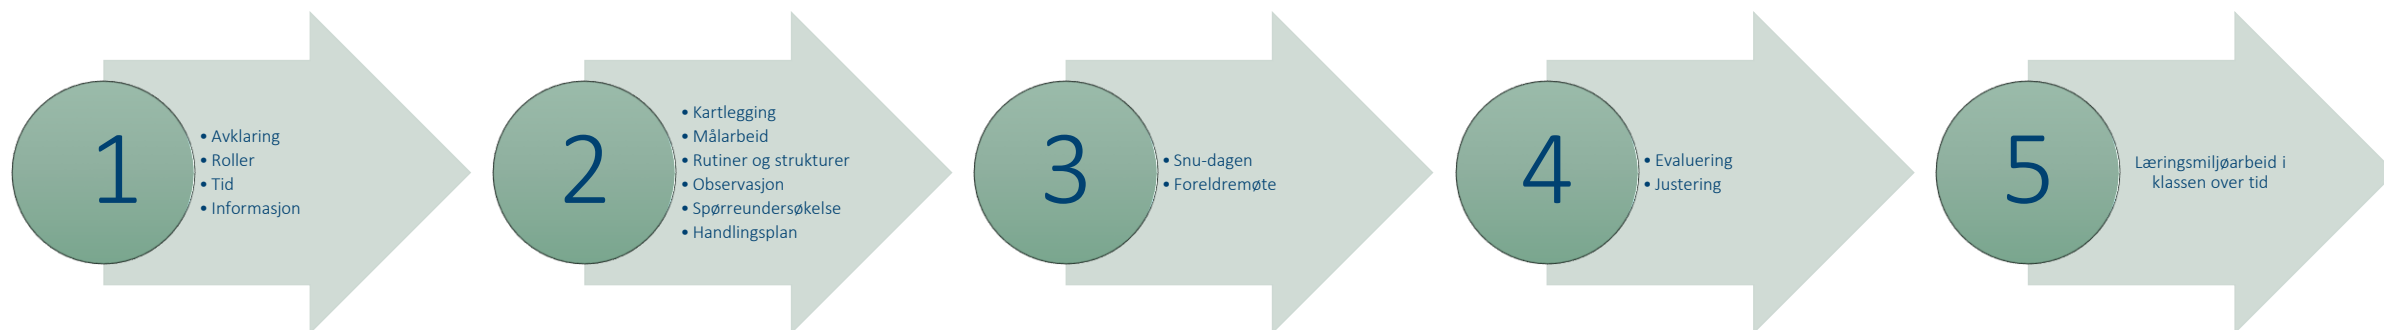 1
• Avklaring
• Roller
• Tid
• Informasjon
2
• Kartlegging
• Målarbeid
• Rutiner og strukturer
• Observasjon
• Spørreundersøkelse
• Handlingsplan
3
• Snu-dagen
• Foreldremøte
4
• Evaluering
• Justering
5
Læringsmiljøarbeid i
klassen over tid